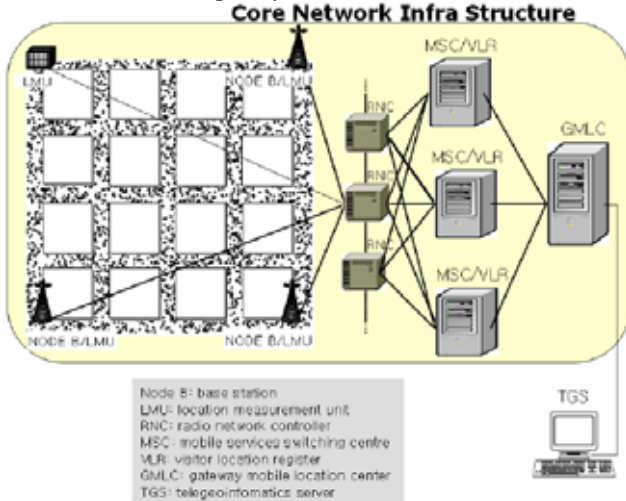 Core Network Infra Structure
LMU
NODE B/LMU
MSC/VLR
RNC
GMLC
RNC
MSC/VLR
RNC
MSC/VLR
NODE B/LMU
NODE B/LMU
TGS
Node B: base station
LMU: location measurement unit
RNC: radio network controller
MSC: mobile services switching centre
VLR: visitor location register
GMLC: gateway mobile location center
TGS: telegeoinfomatics server